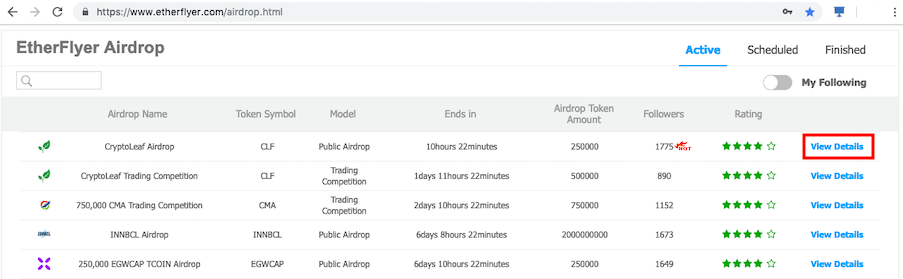 https://www.etherflyer.com/airdrop.html
EtherFlyer Airdrop
Active Scheduled Finished
My Following
Airdrop Name Token Symbol Model Ends in Airdrop Token Amount Followers Rating
CryptoLeaf Airdrop CLF Public Airdrop 10hours 22minutes 250000 1775 HOT View Details
CryptoLeaf Trading Competition CLF Trading Competition 1days 11hours 22minutes 500000 890 View Details
750,000 CMA Trading Competition CMA Trading Competition 2days 10hours 22minutes 750000 1152 View Details
INNBCL Airdrop INNBCL Public Airdrop 6days 8hours 22minutes 2000000000 1673 View Details
250,000 EGWCAP TCOIN Airdrop EGWCAP Public Airdrop 6days 10hours 22minutes 250000 1649 View Details